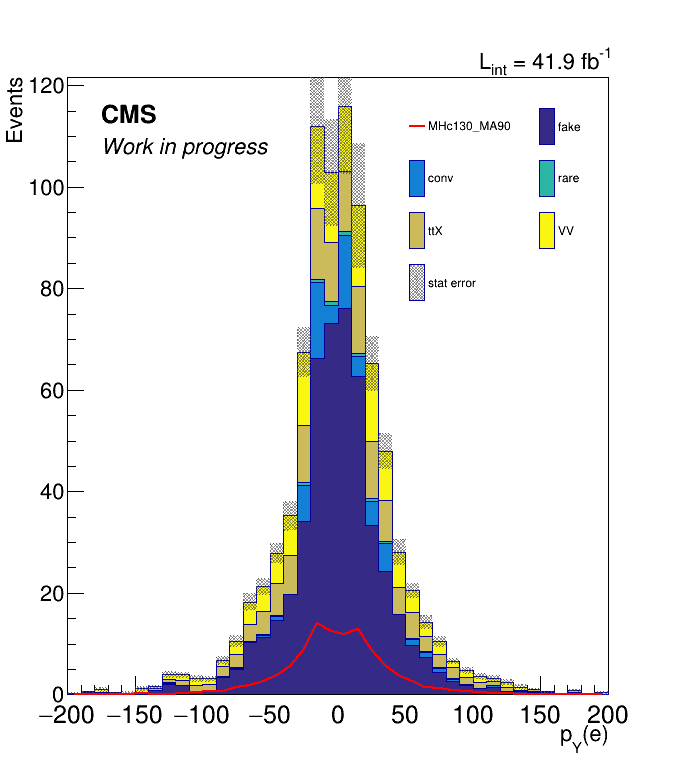 L_int = 41.9 fb^-1
Events
CMS
Work in progress
MHc130_MA90
fake
conv
rare
ttX
VV
stat error
120
100
80
60
40
20
0
−200 −150 −100 −50 0 50 100 150 200
p_Y(e)